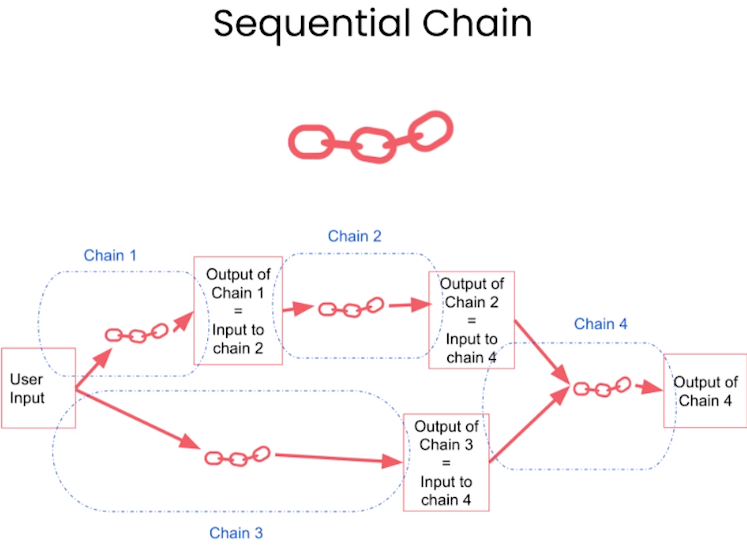 Sequential Chain
Chain 1
Chain 2
Output of
Chain 1
=
Input to
chain 2
Output of
Chain 2
=
Input to
chain 4
Chain 4
User
Input
Output of
Chain 4
Output of
Chain 3
=
Input to
chain 4
Chain 3